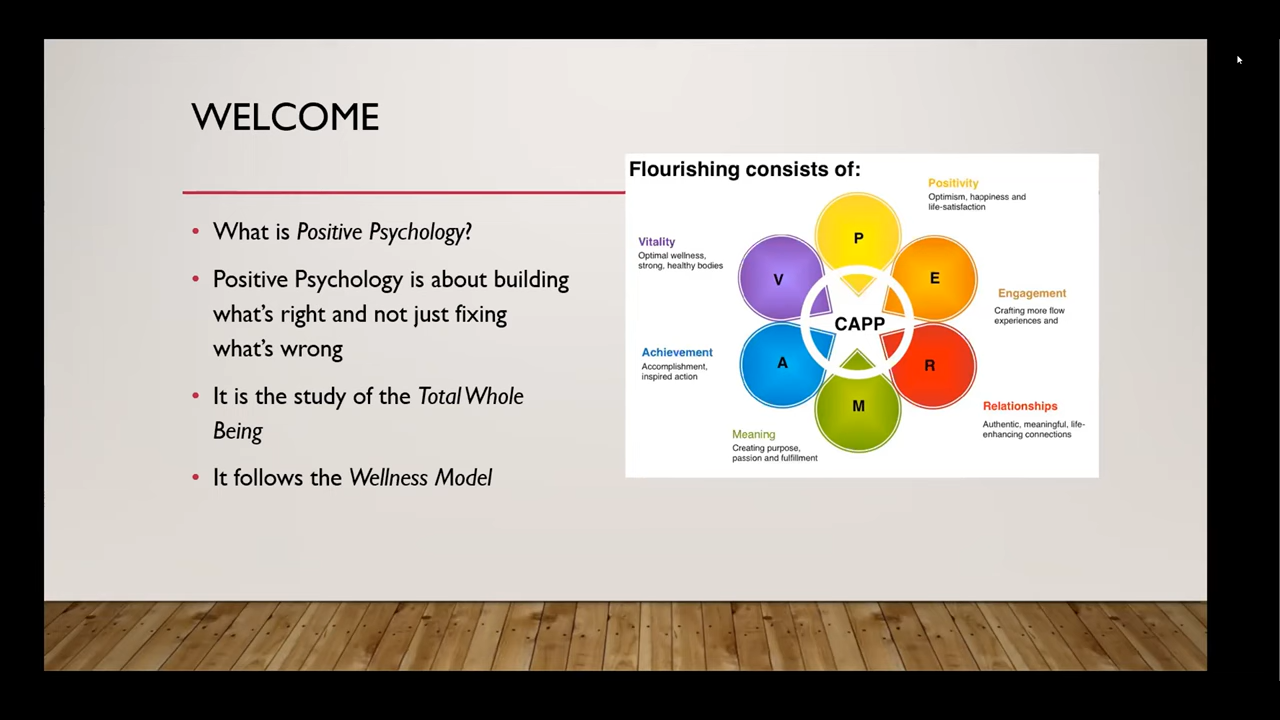 WELCOME
• What is Positive Psychology?
• Positive Psychology is about building
what's right and not just fixing
what's wrong
• It is the study of the Total Whole
Being
• It follows the Wellness Model
Flourishing consists of:
Positivity
Optimism, happiness and
life-satisfaction
Vitality
Optimal wellness,
strong, healthy bodies
P
V
E
Engagement
Crafting more flow
experiences and
CAPP
Achievement
Accomplishment,
inspired action
A
R
M
Relationships
Authentic, meaningful, life-
enhancing connections
Meaning
Creating purpose,
passion and fulfillment